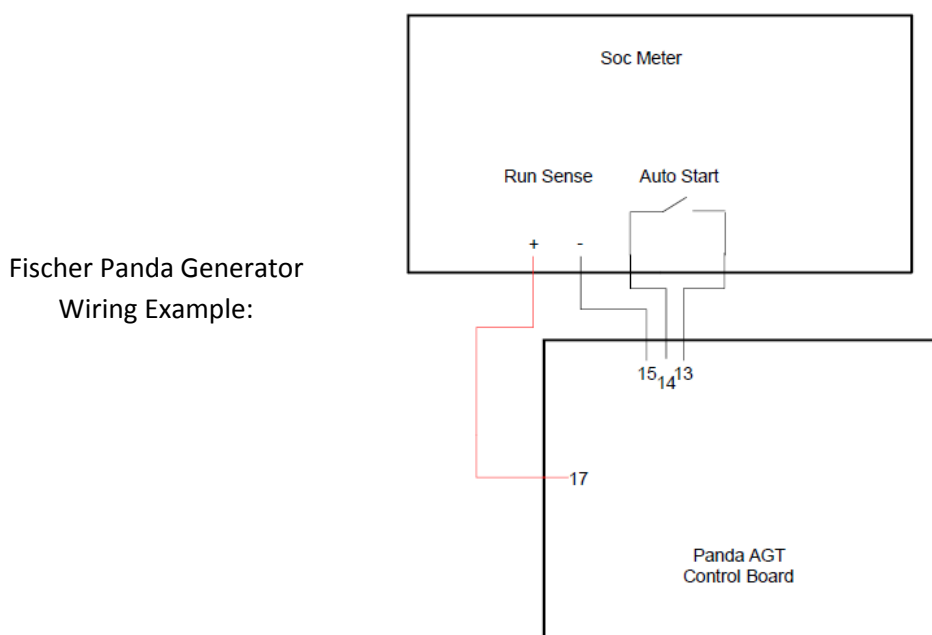 Soc Meter
Run Sense
Auto Start
+
-
Fischer Panda Generator
Wiring Example:
15
14
13
17
Panda AGT
Control Board